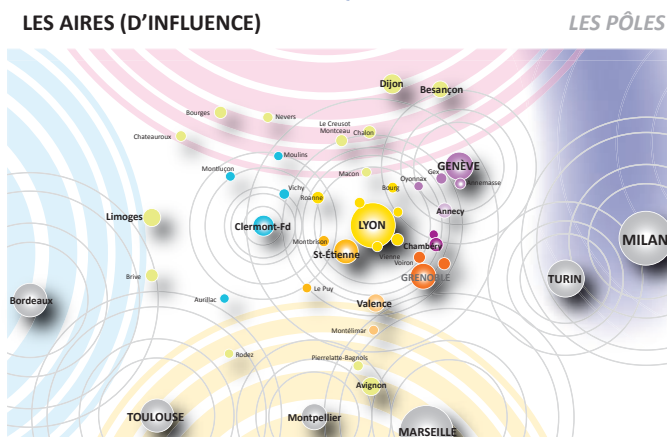 LES AIRES (D’INFLUENCE)
LES PÔLES
Dijon
Besançon
Bourges
Nevers
Le Creusot
Montceau
Chalon
Chateauroux
Moulins
GENÈVE
Montluçon
Macon
Gex
Oyonnax
Annemasse
Vichy
Bourg
Roanne
Limoges
Annecy
Clermont-Fd
LYON
MILAN
Montbrison
Chambéry
St-Étienne
Vienne
Voiron
Brive
GRENOBLE
TURIN
Le Puy
Bordeaux
Aurillac
Valence
Montélimar
Rodez
Pierrelatte-Bagnols
Avignon
TOULOUSE
Montpellier
MARSEILLE